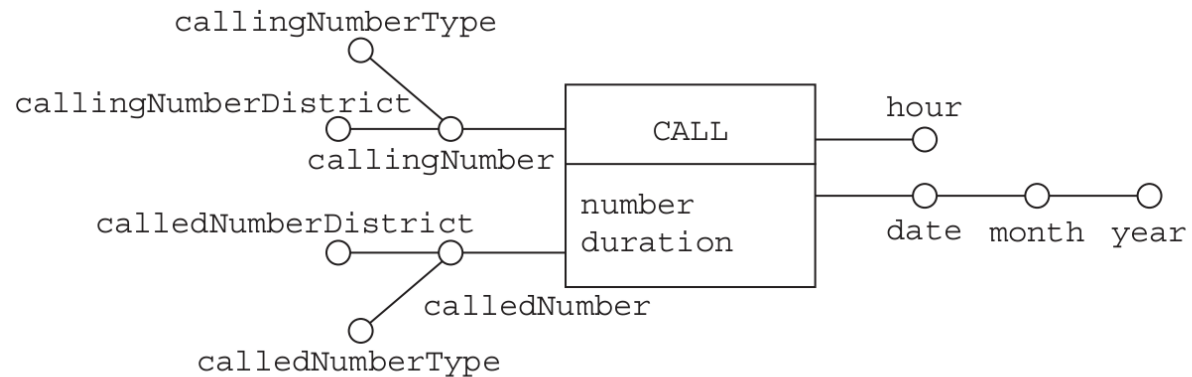 callingNumberType
callingNumberDistrict
callingNumber
CALL
hour
number
duration
date
month
year
calledNumberDistrict
calledNumber
calledNumberType